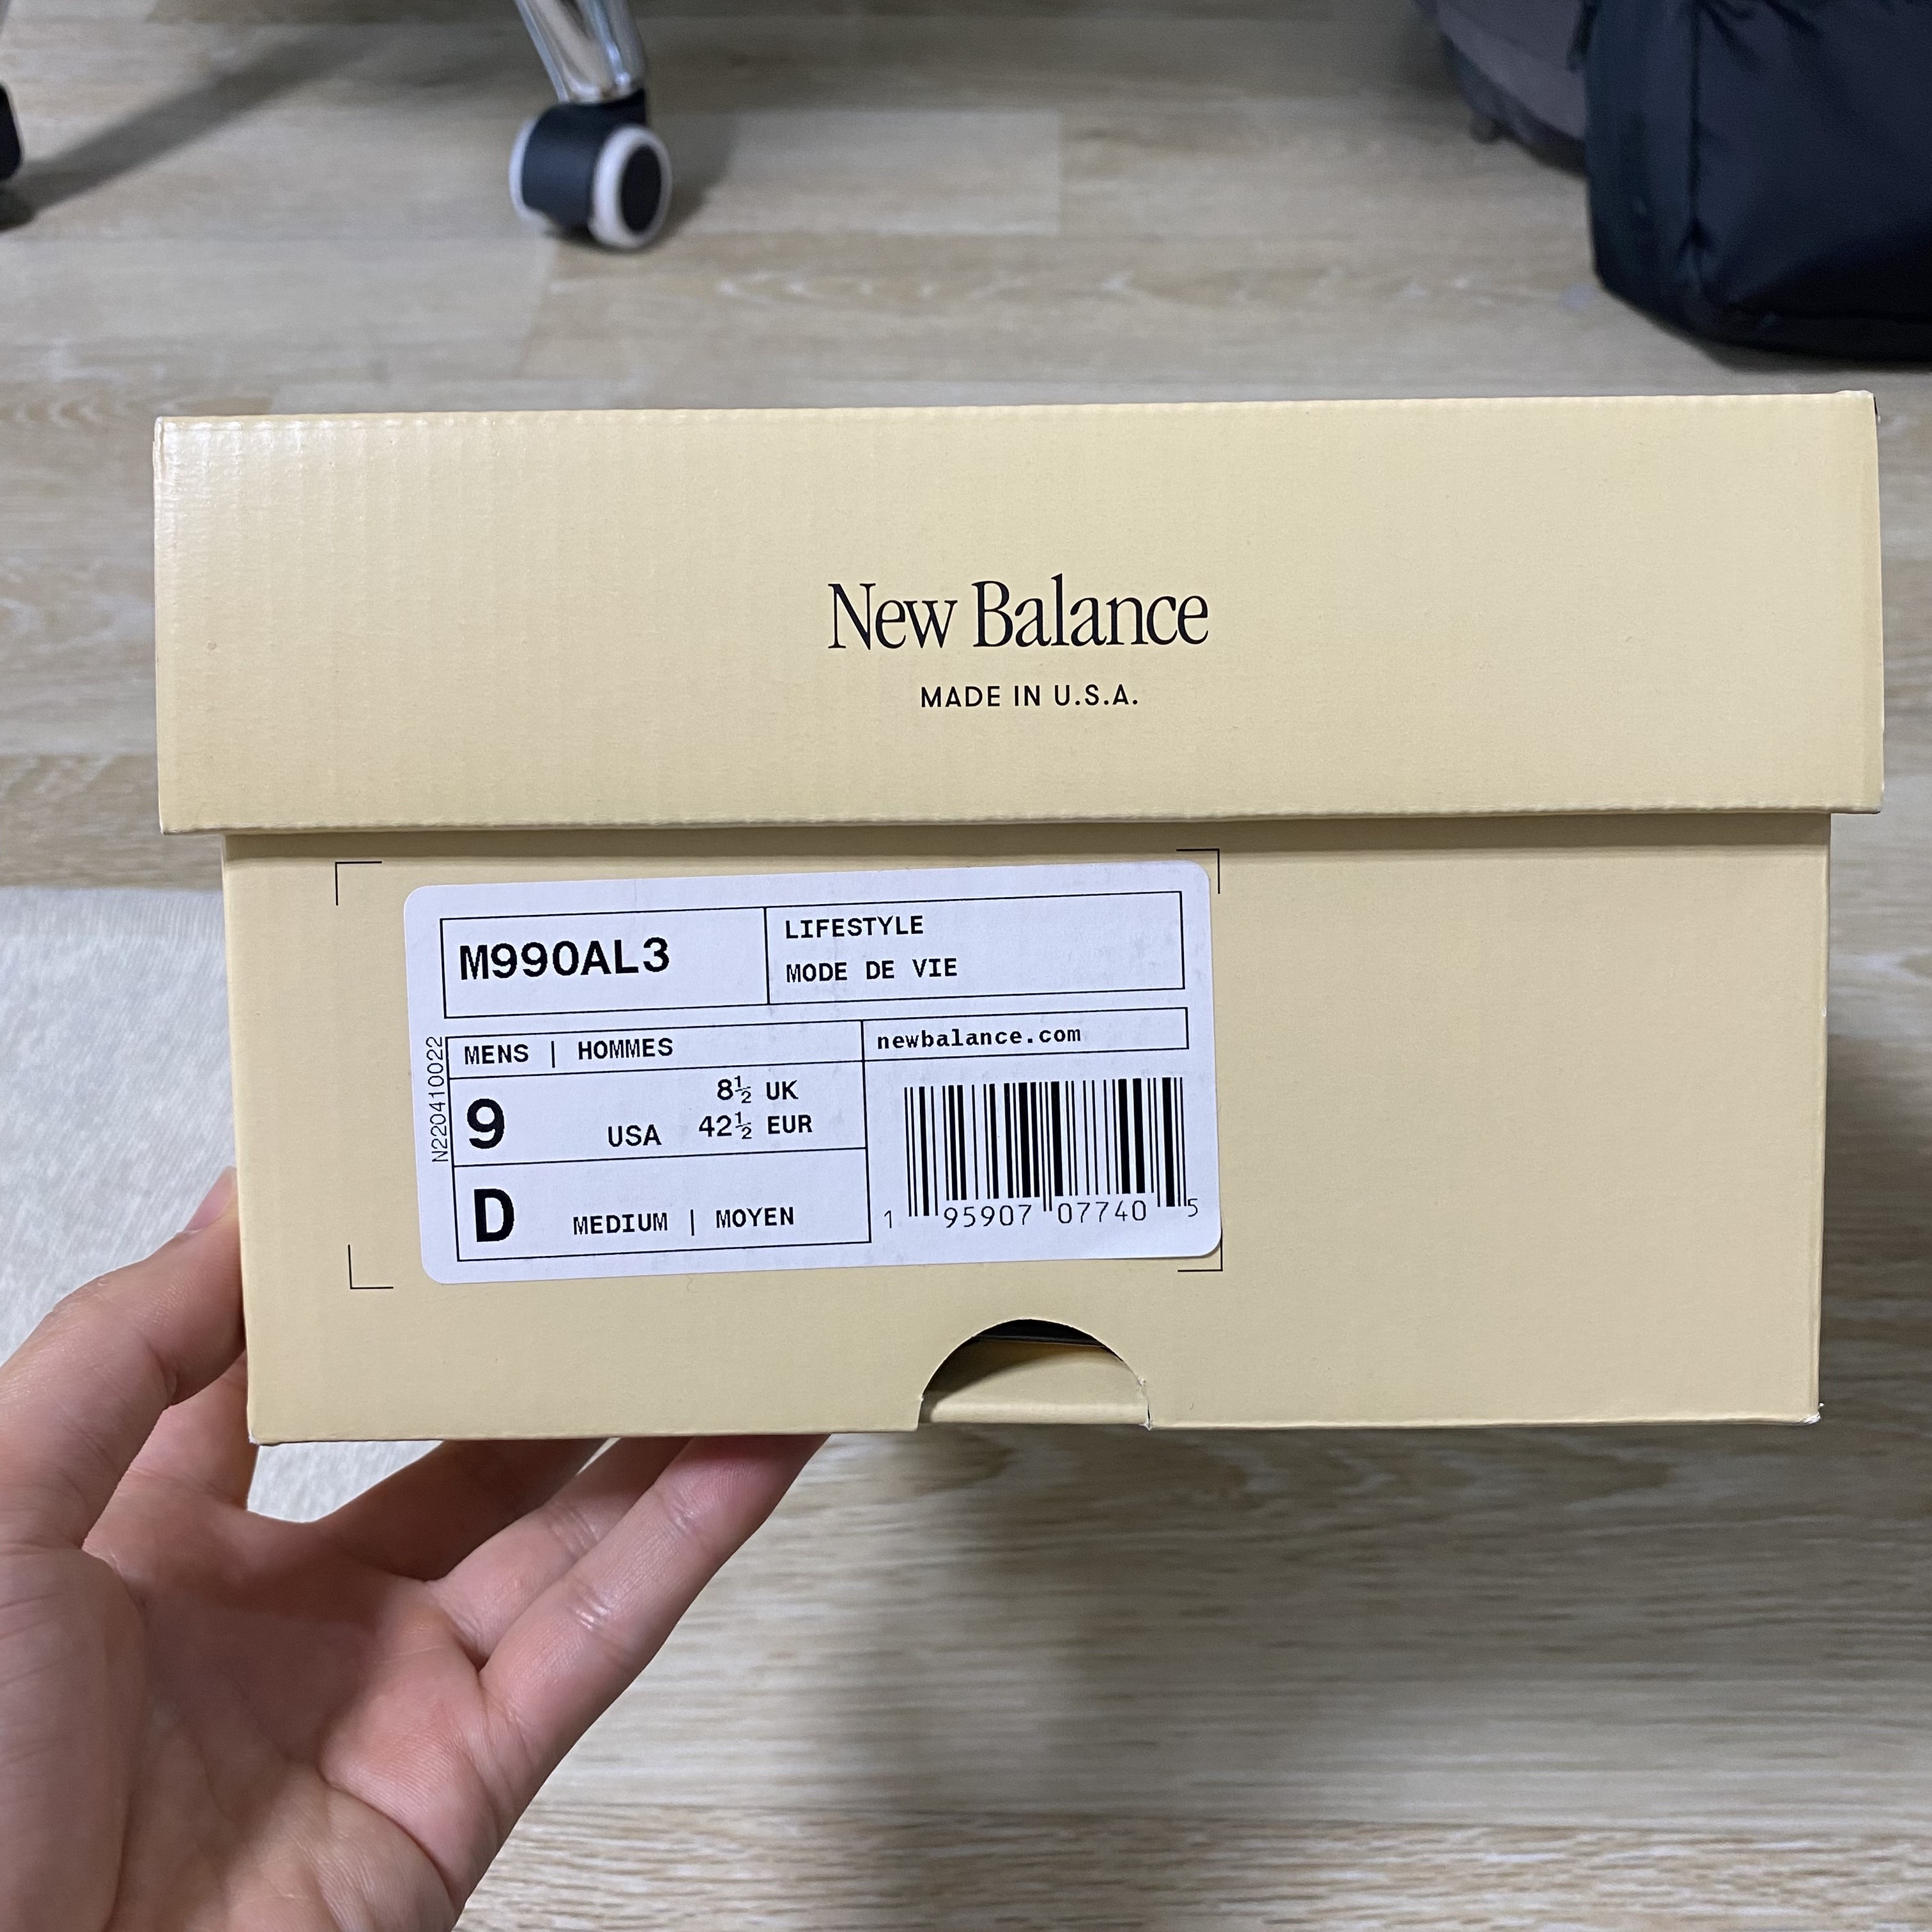 New Balance
MADE IN U.S.A.
M990AL3
LIFESTYLE
MODE DE VIE
MENS | HOMMES
newbalance.com
N220410022
9 USA
8½ UK
42½ EUR
D MEDIUM | MOYEN
1 95907 07740 5